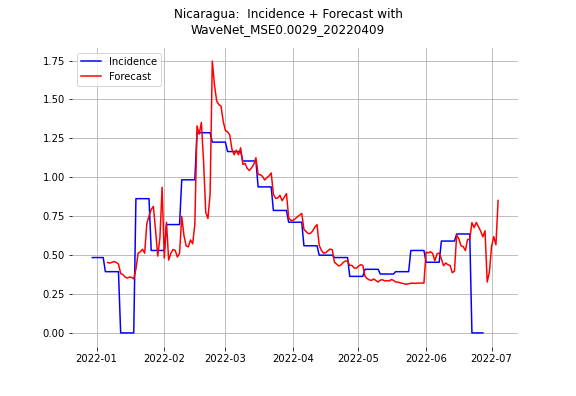 Nicaragua:  Incidence + Forecast with
WaveNet_MSE0.0029_20220409
Incidence
Forecast
1.75
1.50
1.25
1.00
0.75
0.50
0.25
0.00
2022-01 2022-02 2022-03 2022-04 2022-05 2022-06 2022-07